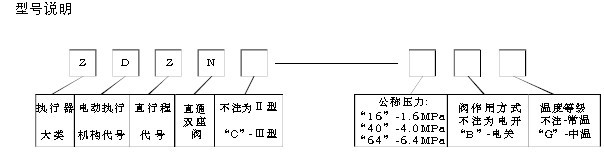 型号说明
Z D Z N
执行器 电动执行 直行程 直通 不注为Ⅱ型 公称压力: 阀作用方式 温度等级
双座 “16”-1.6MPa 不注为电开 不注-常温
大类 机构代号 代号 阀 “C”-Ⅲ型 “40”-4.0MPa “B”-电关 “G”-中温
“64”-6.4MPa